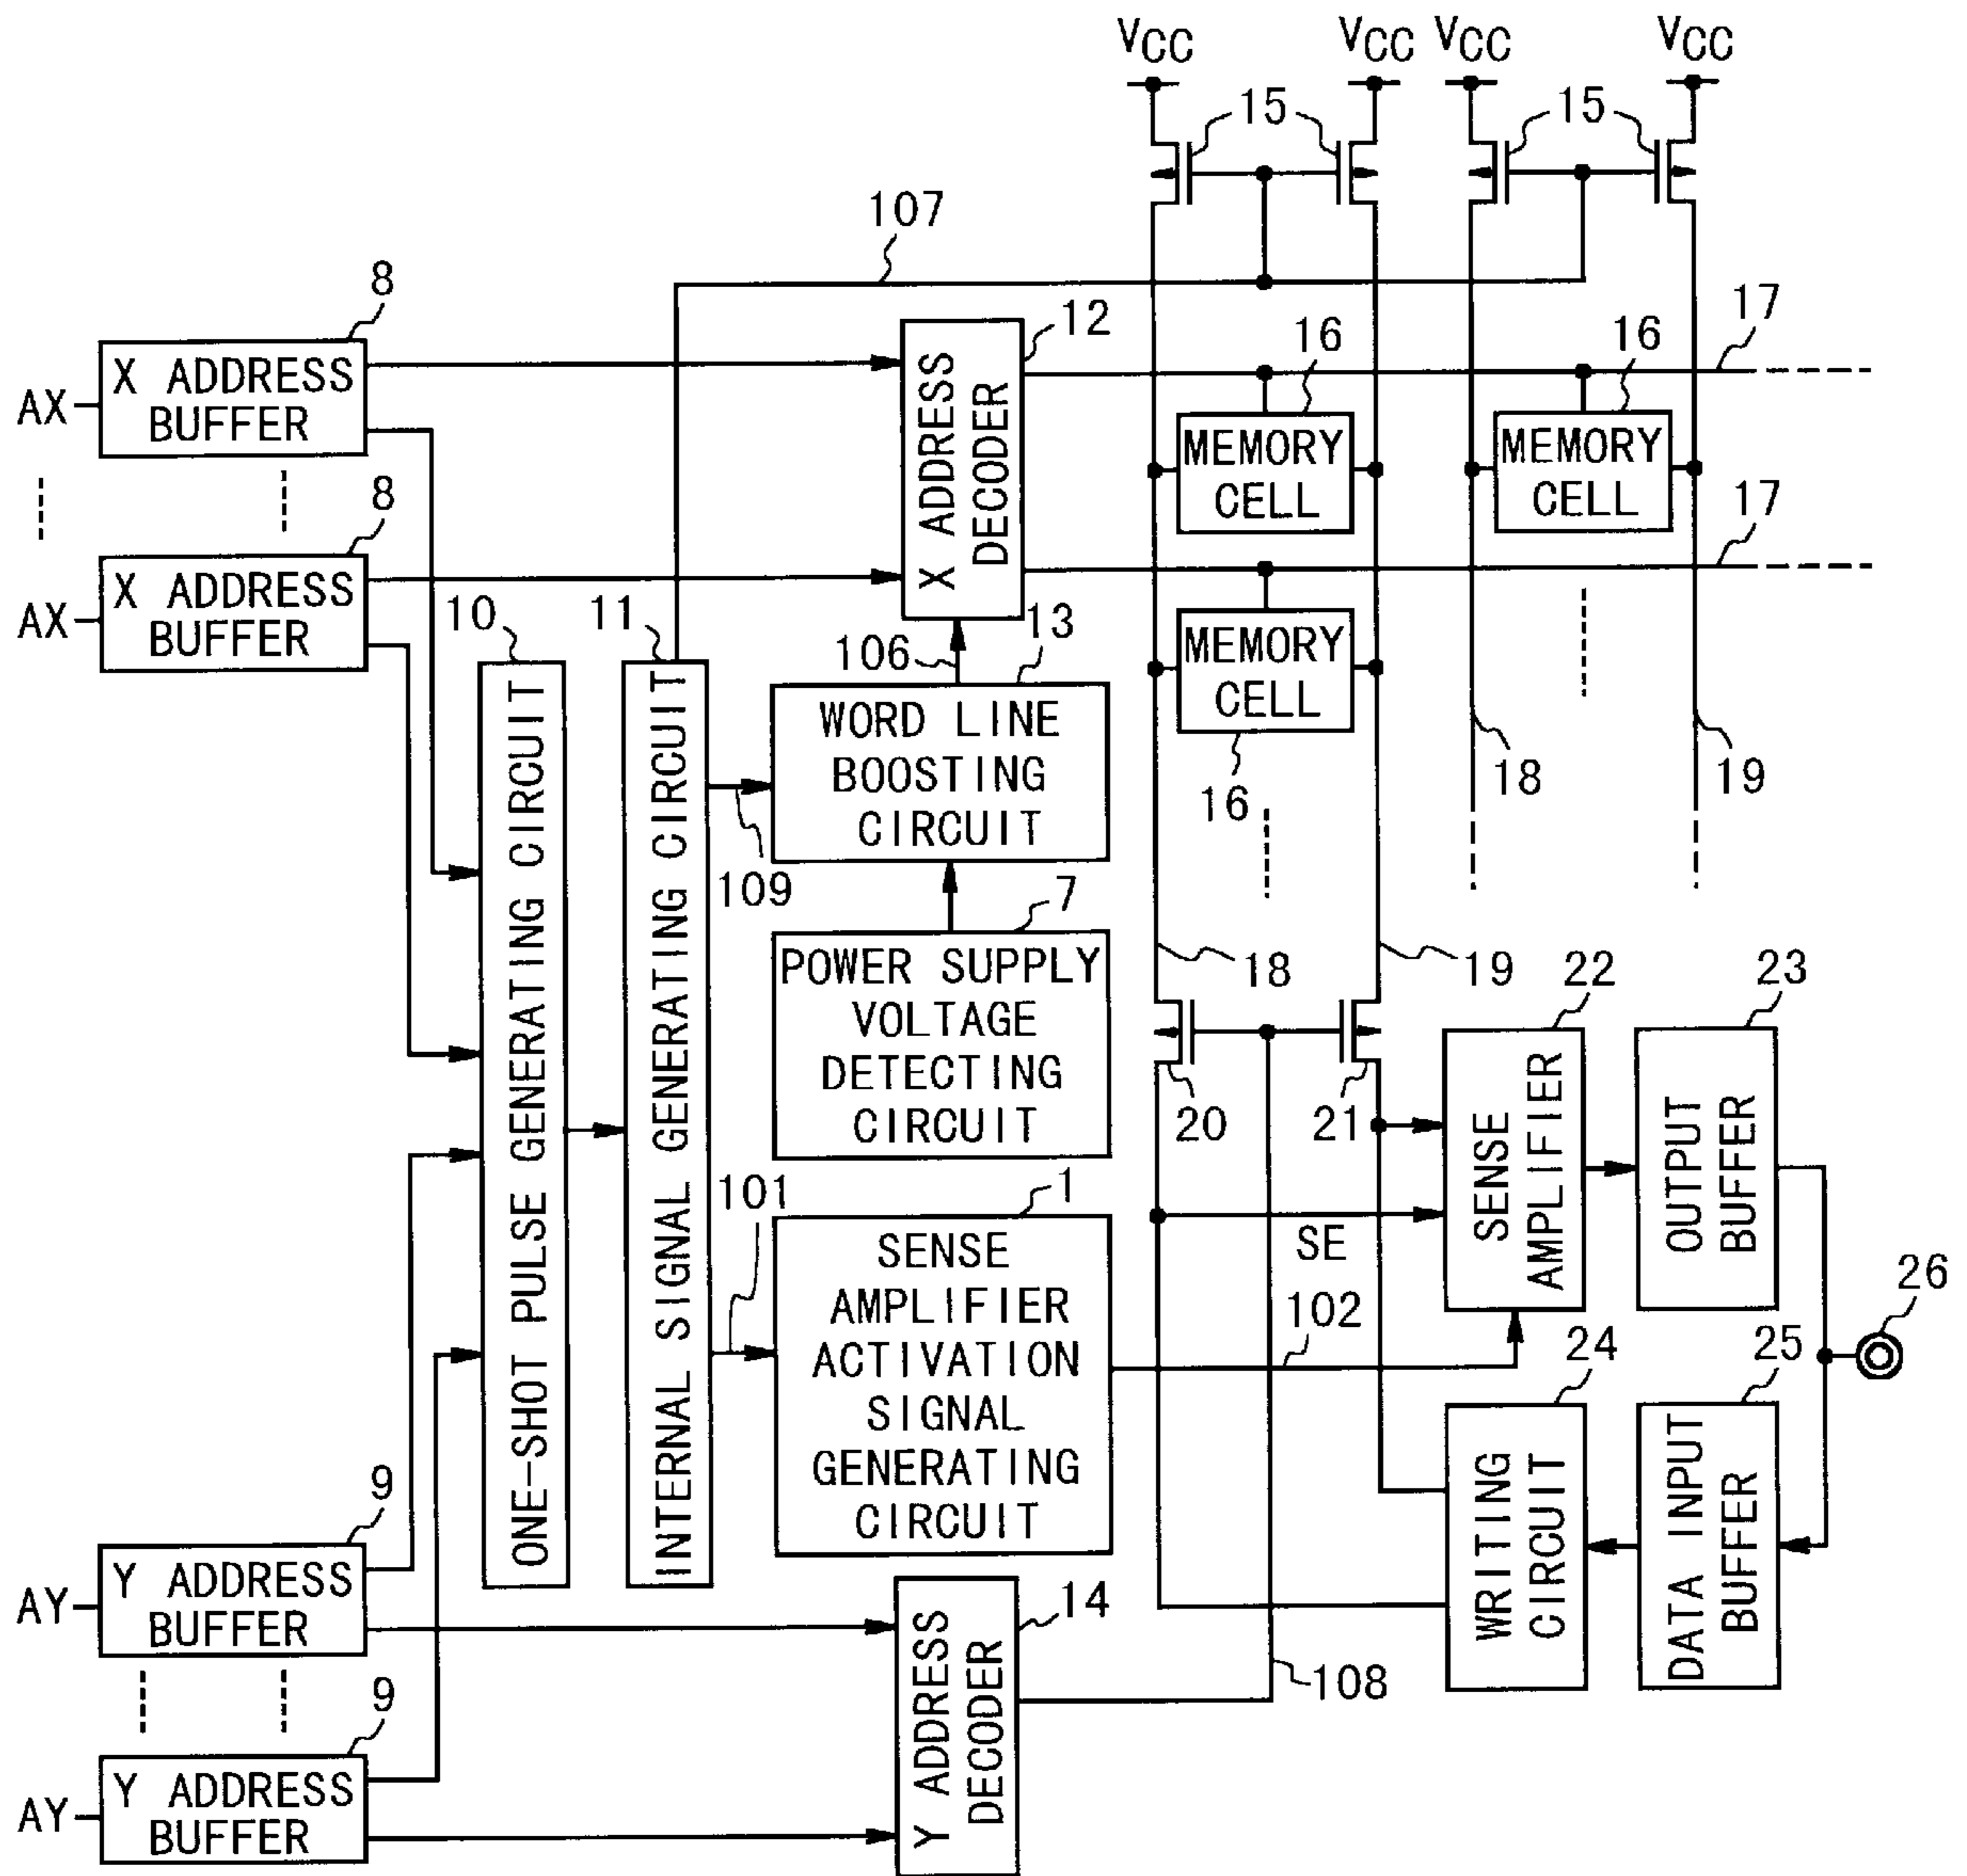 VCC VCC VCC VCC
15 15
107
8
12
16
17
X ADDRESS
BUFFER
AX
X ADDRESS
DECODER
16
MEMORY
CELL
MEMORY
CELL
8
17
X ADDRESS
BUFFER
AX
10
11
106
13
MEMORY
CELL
16
18
19
ONE-SHOT PULSE GENERATING CIRCUIT
INTERNAL SIGNAL GENERATING CIRCUIT
WORD LINE
BOOSTING
CIRCUIT
109
7
POWER SUPPLY
VOLTAGE
DETECTING
CIRCUIT
18
19
20
21
22
23
SENSE
AMPLIFIER
OUTPUT
BUFFER
101
1
SENSE
AMPLIFIER
ACTIVATION
SIGNAL
GENERATING
CIRCUIT
SE
102
26
24
25
WRITING
CIRCUIT
DATA INPUT
BUFFER
9
Y ADDRESS
BUFFER
AY
14
Y ADDRESS
DECODER
108
9
Y ADDRESS
BUFFER
AY